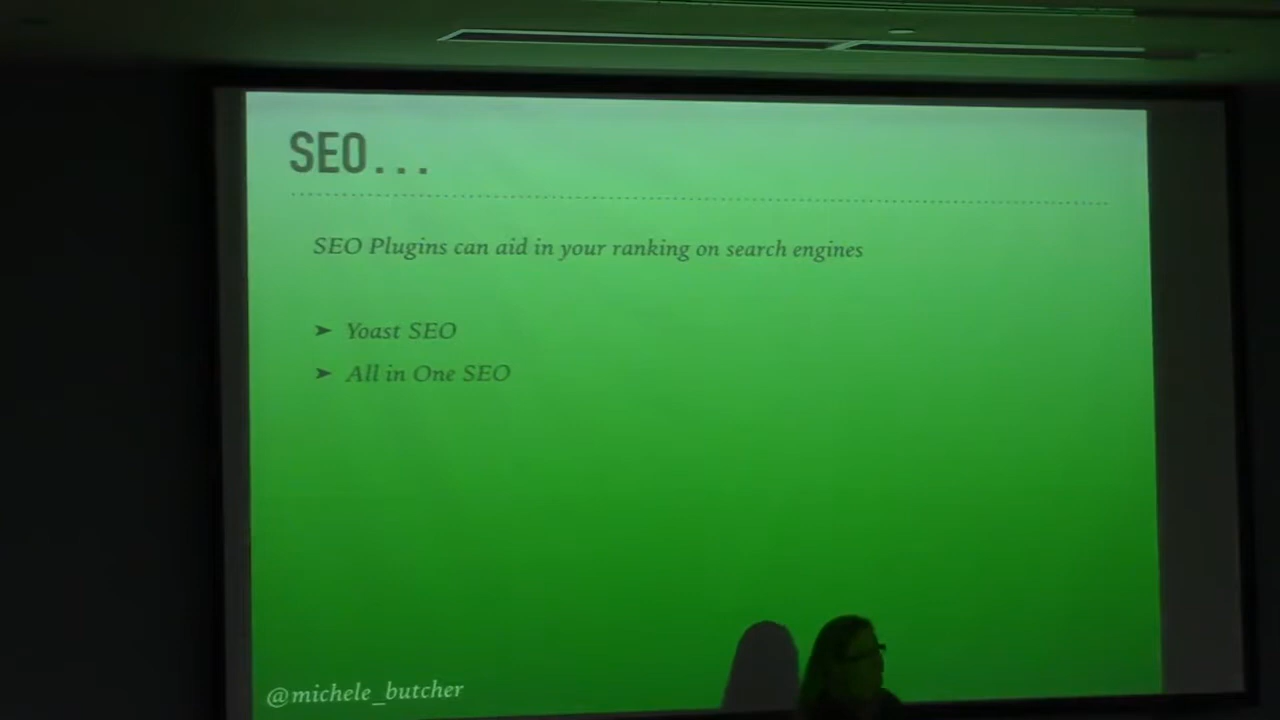 SEO...
SEO Plugins can aid in your ranking on search engines
➤ Yoast SEO
➤ All in One SEO
@michele_butcher